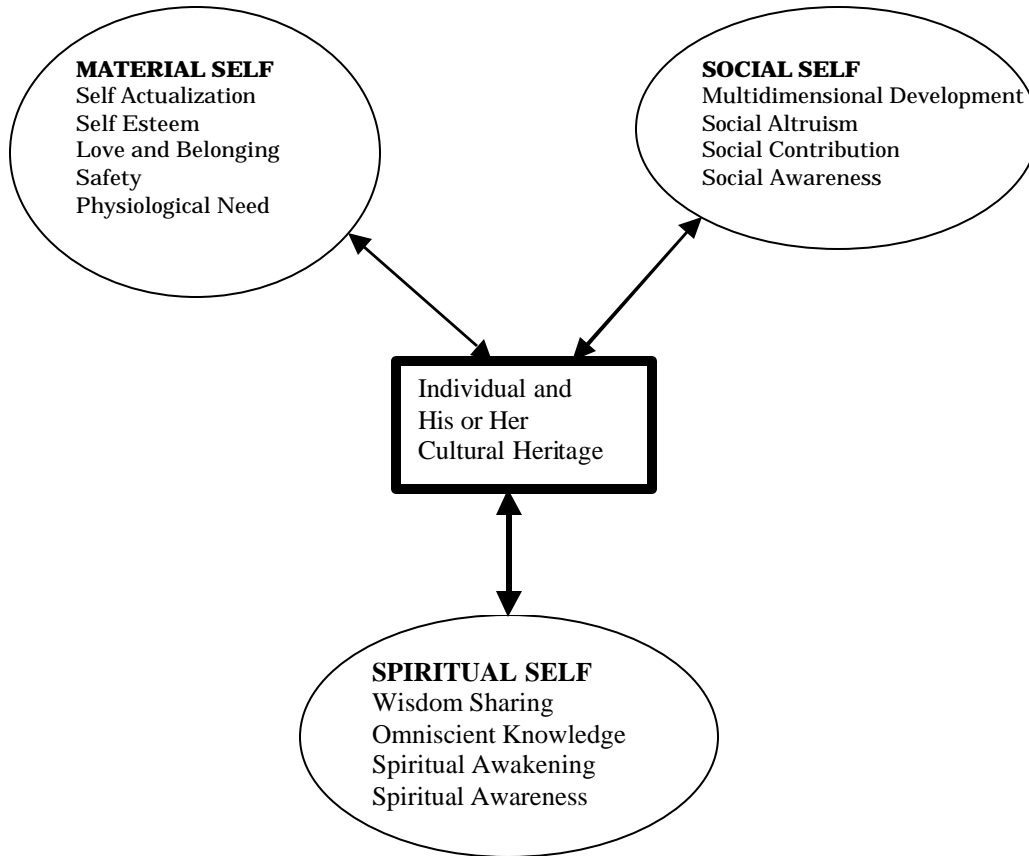 MATERIAL SELF
Self Actualization
Self Esteem
Love and Belonging
Safety
Physiological Need
SOCIAL SELF
Multidimensional Development
Social Altruism
Social Contribution
Social Awareness
Individual and
His or Her
Cultural Heritage
SPIRITUAL SELF
Wisdom Sharing
Omniscient Knowledge
Spiritual Awakening
Spiritual Awareness